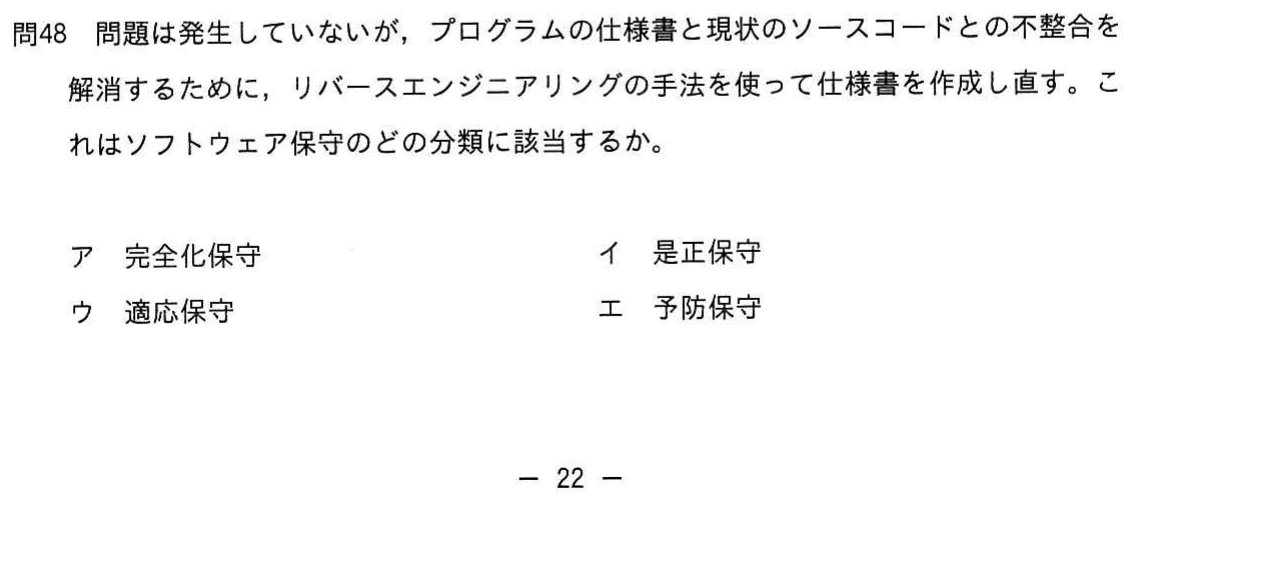 問48 問題は発生していないが，プログラムの仕様書と現状のソースコードとの不整合を
解消するために，リバースエンジニアリングの手法を使って仕様書を作成し直す。こ
れはソフトウェア保守のどの分類に該当するか。
ア 完全化保守 イ 是正保守
ウ 適応保守 エ 予防保守
－ 22 －